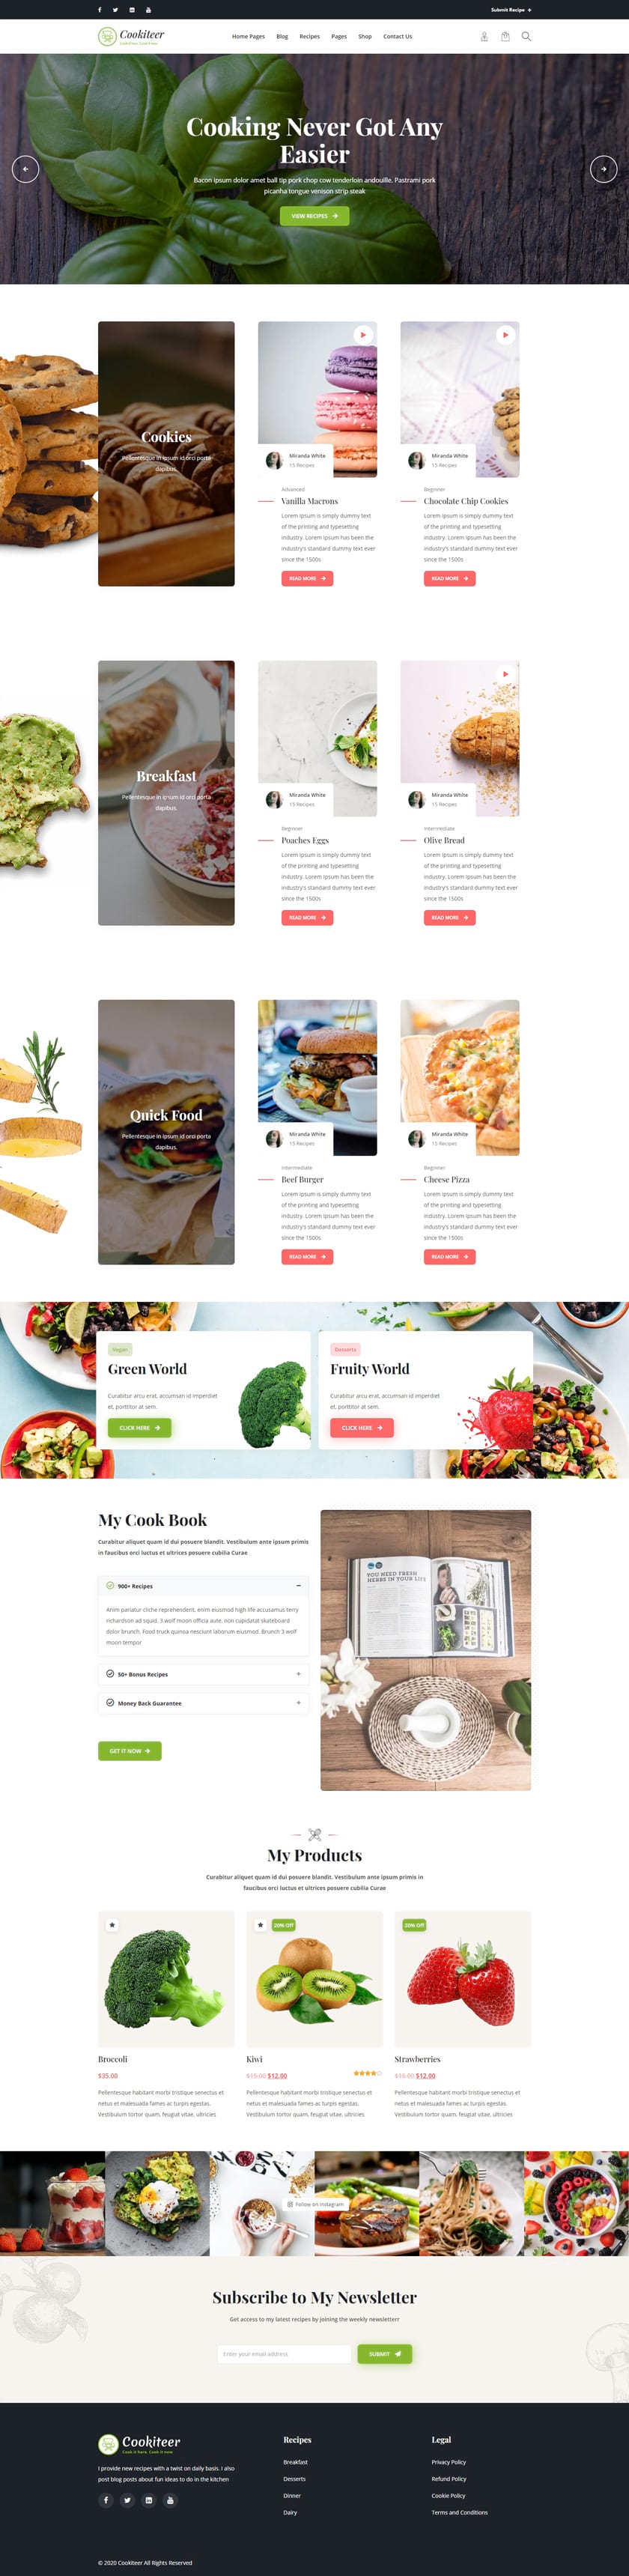 Submit Recipe +
Cookiteer
Home Pages
Blog
Recipes
Pages
Shop
Contact Us
Cooking Never Got Any
Easier
Bacon ipsum dolor amet ball tip pork chop cow tenderloin andouille. Pastrami pork
picanha tongue venison strip steak
VIEW RECIPES
Cookies
Pellentesque in ipsum id orci porta
dapibus.
Miranda White
15 Recipes
Advanced
Vanilla Macrons
Lorem Ipsum is simply dummy text
of the printing and typesetting
industry. Lorem Ipsum has been the
industry's standard dummy text ever
since the 1500s
READ MORE
Miranda White
15 Recipes
Beginner
Chocolate Chip Cookies
Lorem Ipsum is simply dummy text
of the printing and typesetting
industry. Lorem Ipsum has been the
industry's standard dummy text ever
since the 1500s
READ MORE
Breakfast
Pellentesque in ipsum id orci porta
dapibus.
Miranda White
15 Recipes
Beginner
Poaches Eggs
Lorem Ipsum is simply dummy text
of the printing and typesetting
industry. Lorem Ipsum has been the
industry's standard dummy text ever
since the 1500s
READ MORE
Miranda White
15 Recipes
Intermediate
Olive Bread
Lorem Ipsum is simply dummy text
of the printing and typesetting
industry. Lorem Ipsum has been the
industry's standard dummy text ever
since the 1500s
READ MORE
Quick Food
Pellentesque in ipsum id orci porta
dapibus.
Miranda White
15 Recipes
Intermediate
Beef Burger
Lorem Ipsum is simply dummy text
of the printing and typesetting
industry. Lorem Ipsum has been the
industry's standard dummy text ever
since the 1500s
READ MORE
Miranda White
15 Recipes
Beginner
Cheese Pizza
Lorem Ipsum is simply dummy text
of the printing and typesetting
industry. Lorem Ipsum has been the
industry's standard dummy text ever
since the 1500s
READ MORE
Vegan
Green World
Curabitur arcu erat, accumsan id imperdiet
et, porttitor at sem.
CLICK HERE
Desserts
Fruity World
Curabitur arcu erat, accumsan id imperdiet
et, porttitor at sem.
CLICK HERE
My Cook Book
Curabitur aliquet quam id dui posuere blandit. Vestibulum ante ipsum primis
in faucibus orci luctus et ultrices posuere cubilia Curae
900+ Recipes
Anim pariatur cliche reprehenderit, enim eiusmod high life accusamus terry
richardson ad squid. 3 wolf moon officia aute, non cupidatat skateboard
dolor brunch. Food truck quinoa nesciunt laborum eiusmod. Brunch 3 wolf
moon tempor
50+ Bonus Recipes
Money Back Guarantee
GET IT NOW
YOU NEED FRESH
HERBS IN YOUR LIFE
My Products
Curabitur aliquet quam id dui posuere blandit. Vestibulum ante ipsum primis in
faucibus orci luctus et ultrices posuere cubilia Curae
Broccoli
$35.00
Pellentesque habitant morbi tristique senectus et
netus et malesuada fames ac turpis egestas.
Vestibulum tortor quam, feugiat vitae, ultricies
20% Off
Kiwi
$15.00 $12.00
Pellentesque habitant morbi tristique senectus et
netus et malesuada fames ac turpis egestas.
Vestibulum tortor quam, feugiat vitae, ultricies
20% Off
Strawberries
$15.00 $12.00
Pellentesque habitant morbi tristique senectus et
netus et malesuada fames ac turpis egestas.
Vestibulum tortor quam, feugiat vitae, ultricies
Follow on Instagram
Subscribe to My Newsletter
Get access to my latest recipes by joining the weekly newsletterr
Enter your email address
SUBMIT
Cookiteer
Cook it here, Cook it now
I provide new recipes with a twist on daily basis. I also
post blog posts about fun ideas to do in the kitchen
Recipes
Breakfast
Desserts
Dinner
Dairy
Legal
Privacy Policy
Refund Policy
Cookie Policy
Terms and Conditions
© 2020 Cookiteer All Rights Reserved